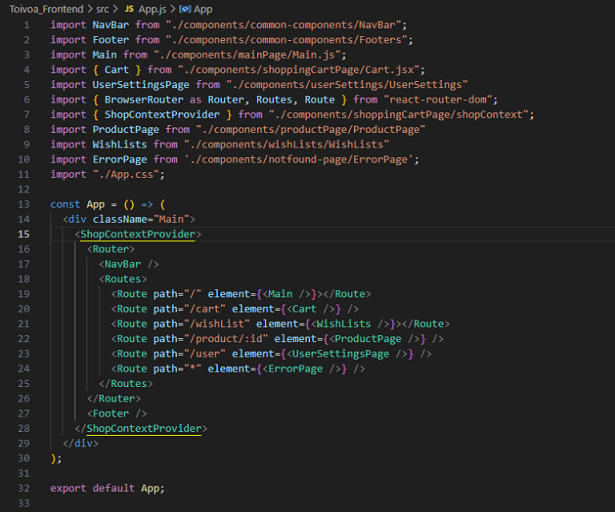 Toivoa_Frontend > src > JS App.js > App
1 import NavBar from "./components/common-components/NavBar";
2 import Footer from "./components/common-components/Footers";
3 import Main from "./components/mainPage/Main.js";
4 import { Cart } from "./components/shoppingCartPage/Cart.jsx";
5 import UserSettingsPage from "./components/userSettings/UserSettings"
6 import { BrowserRouter as Router, Routes, Route } from "react-router-dom";
7 import { ShopContextProvider } from "./components/shoppingCartPage/shopContext";
8 import ProductPage from "./components/productPage/ProductPage"
9 import WishLists from "./components/wishLists/WishLists"
10 import ErrorPage from './components/notfound-page/ErrorPage';
11 import "./App.css";
12
13 const App = () => (
14   <div className="Main">
15     <ShopContextProvider>
16       <Router>
17         <NavBar />
18         <Routes>
19           <Route path="/" element={<Main />}></Route>
20           <Route path="/cart" element={<Cart />} />
21           <Route path="/wishList" element={<WishLists />}></Route>
22           <Route path="/product/:id" element={<ProductPage />} />
23           <Route path="/user" element={<UserSettingsPage />} />
24           <Route path="*" element={<ErrorPage />} />
25         </Routes>
26       </Router>
27       <Footer />
28     </ShopContextProvider>
29   </div>
30 );
31
32 export default App;
33